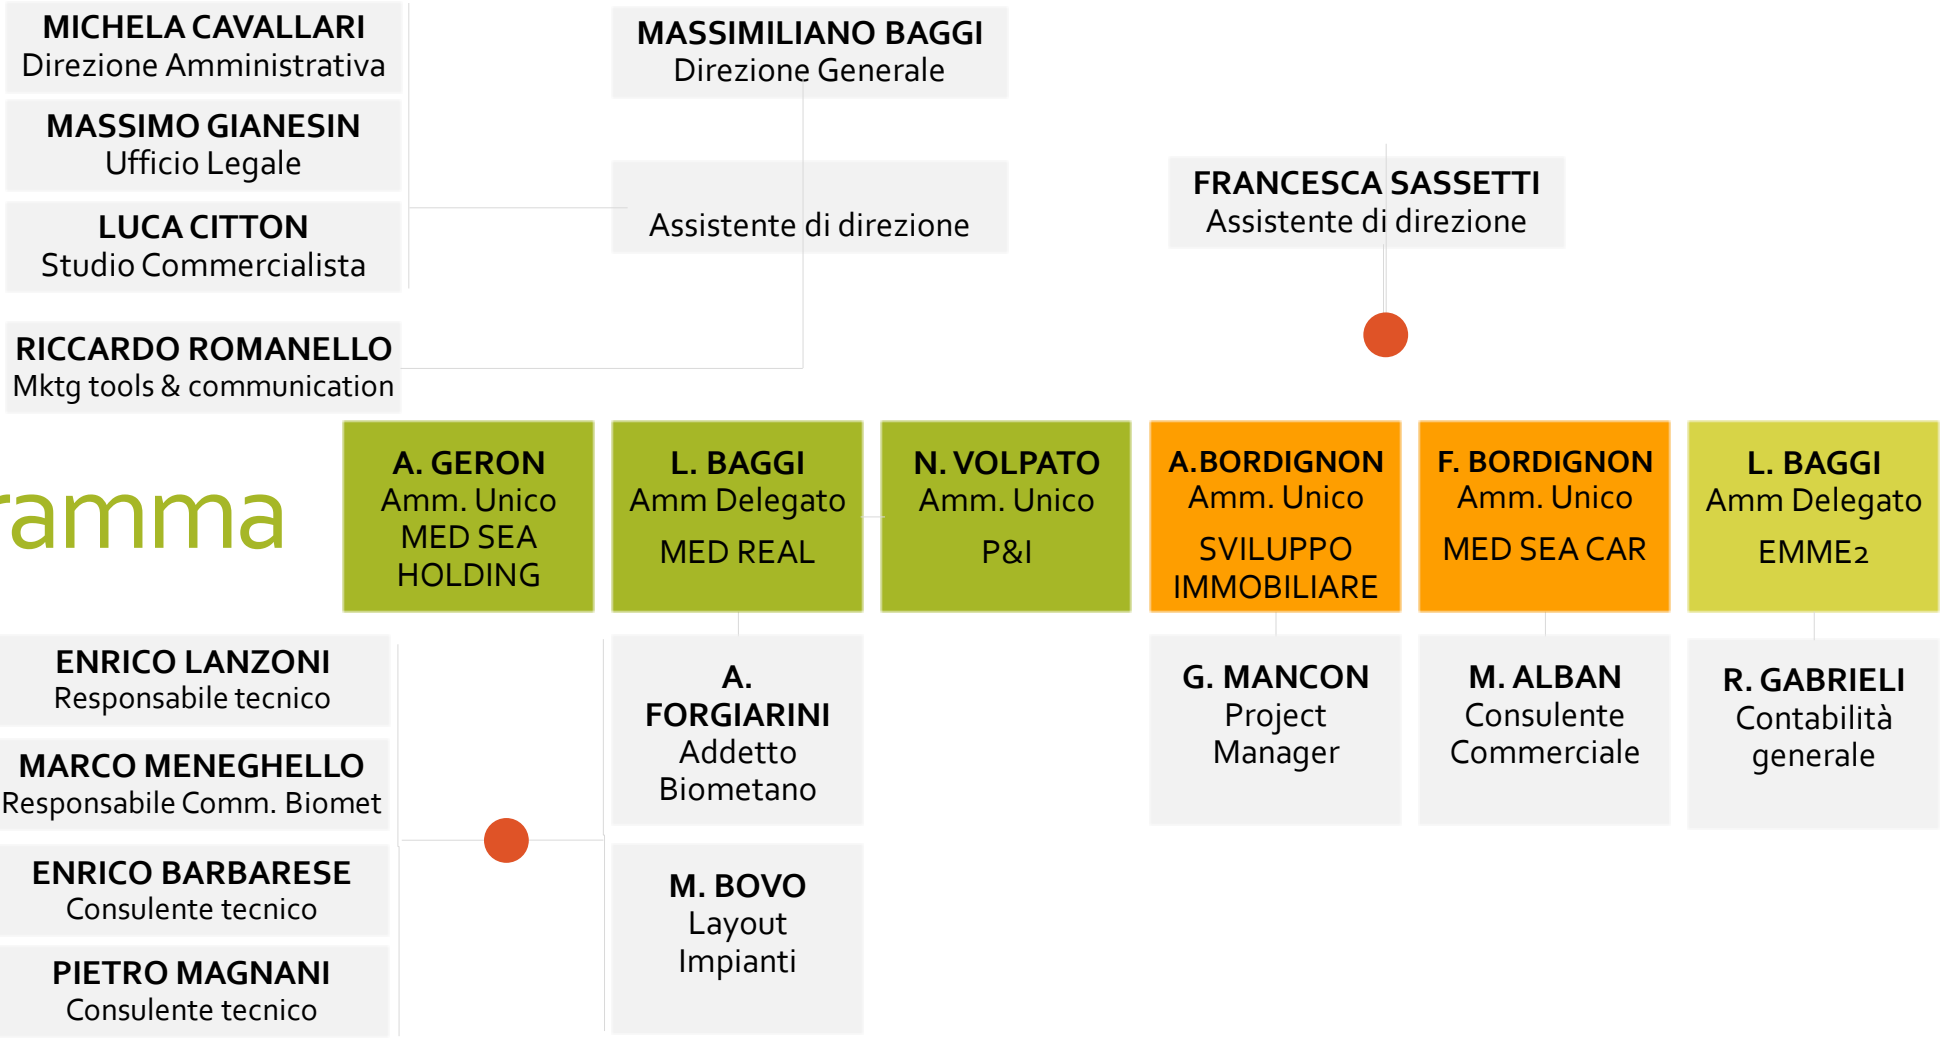 MICHELA CAVALLARI
Direzione Amministrativa
MASSIMO GIANESIN
Ufficio Legale
LUCA CITTON
Studio Commercialista
RICCARDO ROMANELLO
Mktg tools & communication
MASSIMILIANO BAGGI
Direzione Generale
Assistente di direzione
FRANCESCA SASSETTI
Assistente di direzione
ramma
A. GERON
Amm. Unico
MED SEA
HOLDING
L. BAGGI
Amm Delegato
MED REAL
N. VOLPATO
Amm. Unico
P&I
A.BORDIGNON
Amm. Unico
SVILUPPO
IMMOBILIARE
F. BORDIGNON
Amm. Unico
MED SEA CAR
L. BAGGI
Amm Delegato
EMME2
ENRICO LANZONI
Responsabile tecnico
MARCO MENEGHELLO
Responsabile Comm. Biomet
ENRICO BARBARESE
Consulente tecnico
PIETRO MAGNANI
Consulente tecnico
A.
FORGIARINI
Addetto
Biometano
M. BOVO
Layout
Impianti
G. MANCON
Project
Manager
M. ALBAN
Consulente
Commerciale
R. GABRIELI
Contabilità
generale